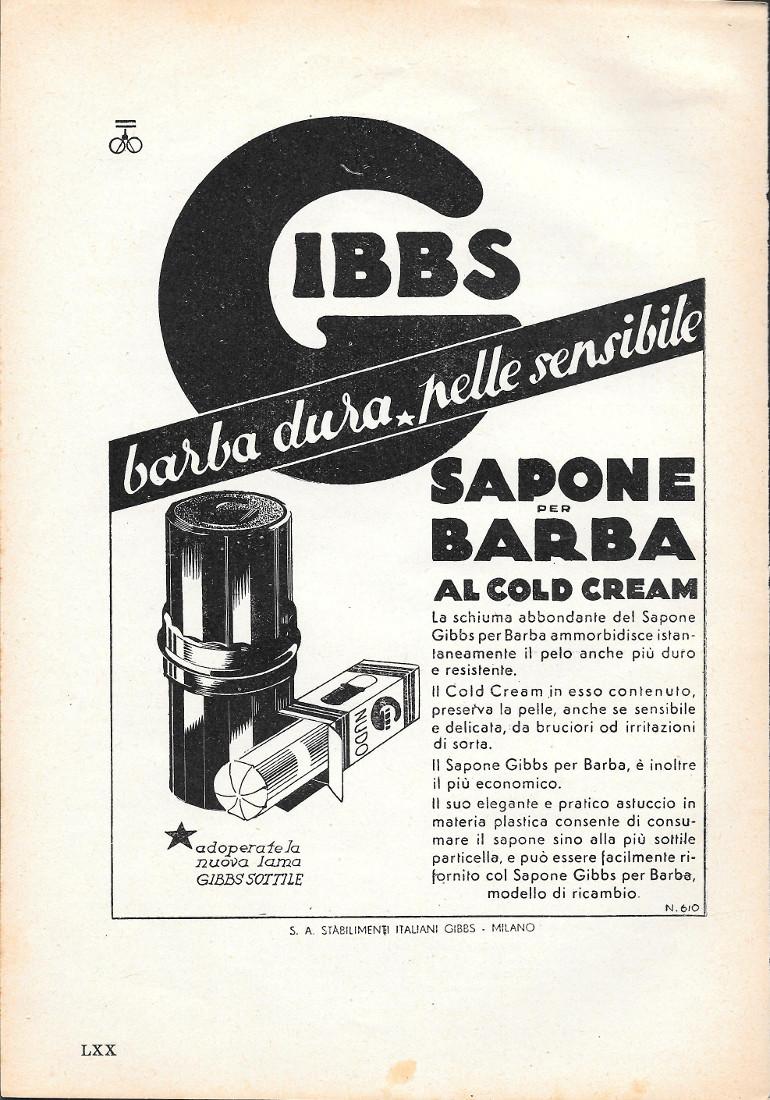 GIBBS
barba dura ★ pelle sensibile
SAPONE
PER
BARBA
AL COLD CREAM
La schiuma abbondante del Sapone
Gibbs per Barba ammorbidisce istan-
taneamente il pelo anche più duro
e resistente.
Il Cold Cream in esso contenuto,
preserva la pelle, anche se sensibile
e delicata, da bruciori od irritazioni
di sorta.
Il Sapone Gibbs per Barba, è inoltre
il più economico.
Il suo elegante e pratico astuccio in
materia plastica consente di consu-
mare il sapone sino alla più sottile
particella, e può essere facilmente ri-
fornito col Sapone Gibbs per Barba,
modello di ricambio.
N. 610
NUDO
★ adoperate la
nuova lama
GIBBS SOTTILE
S. A. STABILIMENTI ITALIANI GIBBS - MILANO
LXX